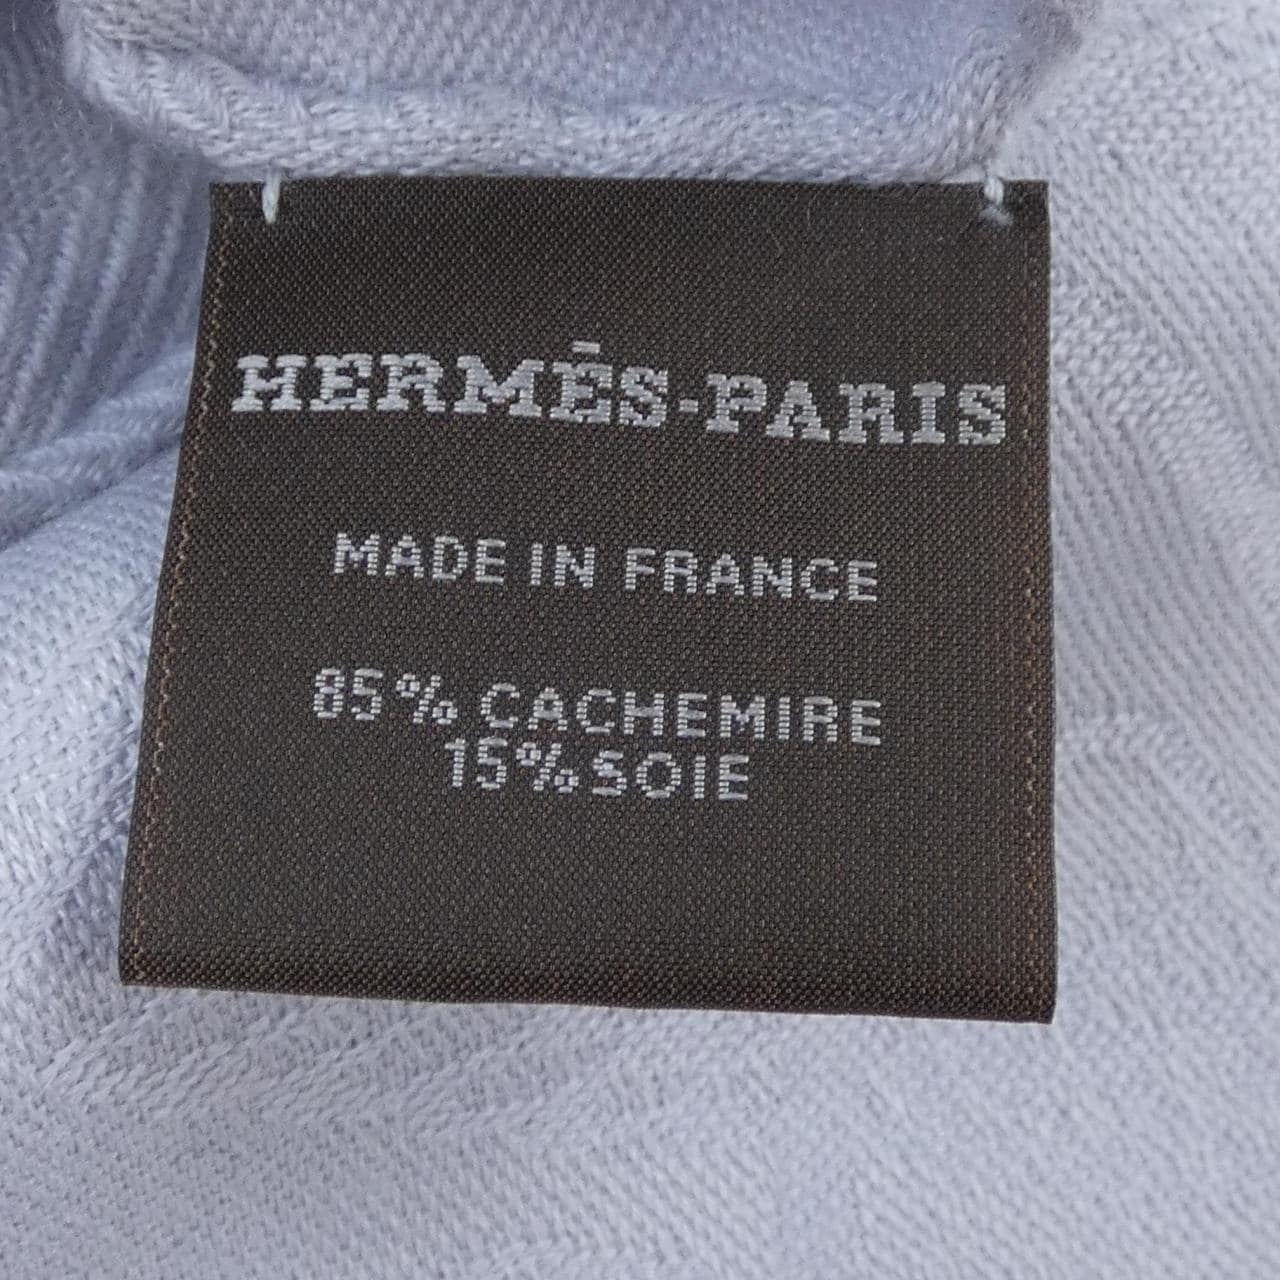 HERMÈS-PARIS
MADE IN FRANCE
85% CACHEMIRE
15% SOIE